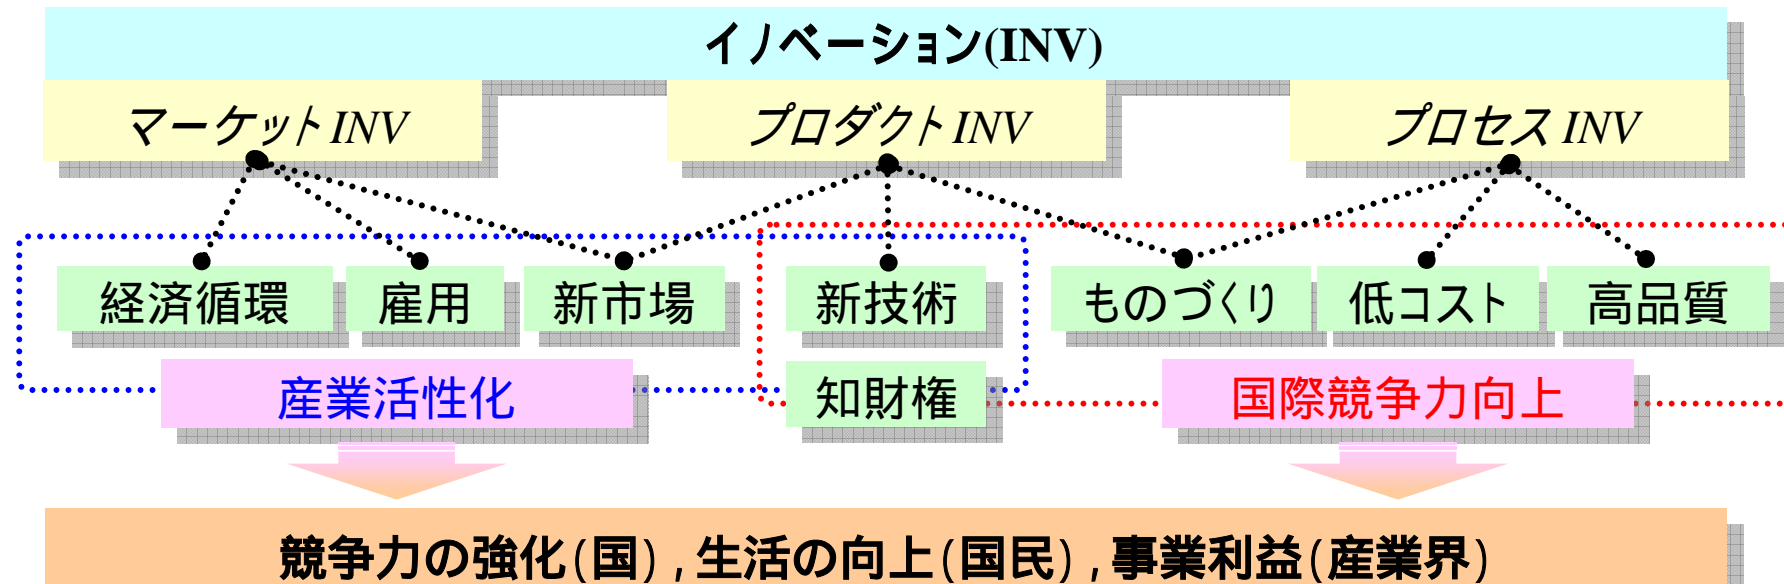 イノベーション(INV)
マーケットINV プロダクトINV プロセスINV
経済循環 雇用 新市場 新技術 ものづくり 低コスト 高品質
産業活性化 知財権 国際競争力向上
競争力の強化(国),生活の向上(国民),事業利益(産業界)